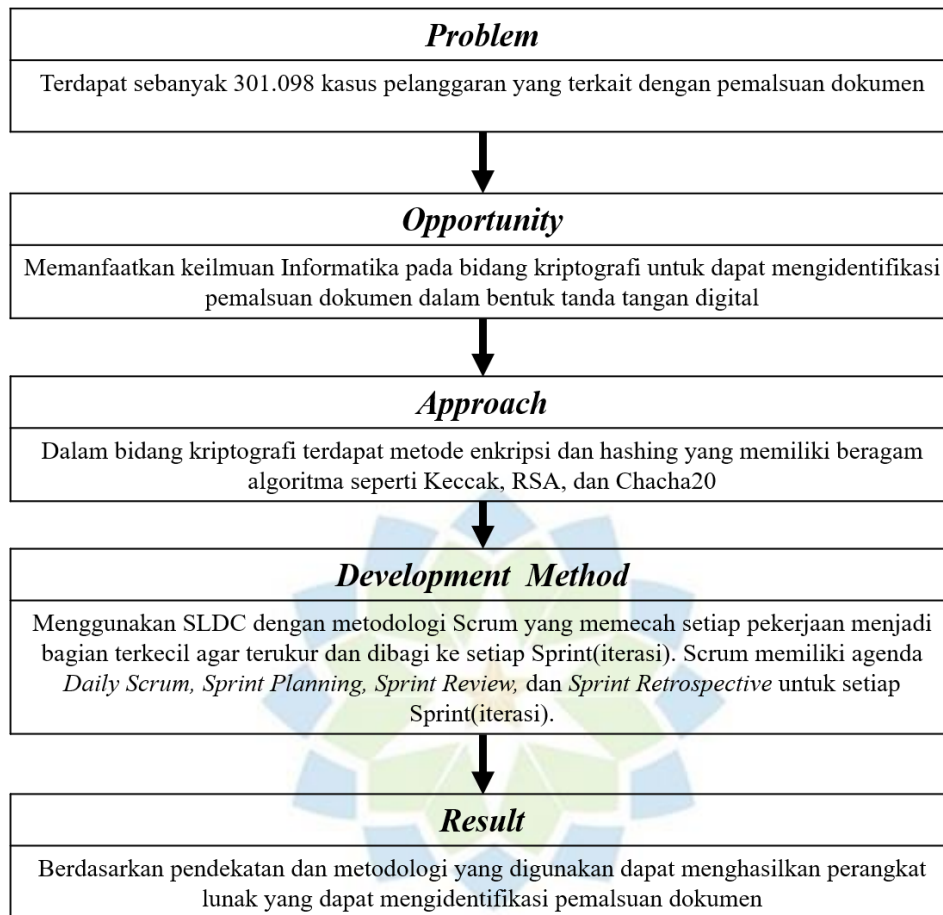 Problem
Terdapat sebanyak 301.098 kasus pelanggaran yang terkait dengan pemalsuan dokumen
Opportunity
Memanfaatkan keilmuan Informatika pada bidang kriptografi untuk dapat mengidentifikasi
pemalsuan dokumen dalam bentuk tanda tangan digital
Approach
Dalam bidang kriptografi terdapat metode enkripsi dan hashing yang memiliki beragam
algoritma seperti Keccak, RSA, dan Chacha20
Development Method
Menggunakan SLDC dengan metodologi Scrum yang memecah setiap pekerjaan menjadi
bagian terkecil agar terukur dan dibagi ke setiap Sprint(iterasi). Scrum memiliki agenda
Daily Scrum, Sprint Planning, Sprint Review, dan Sprint Retrospective untuk setiap
Sprint(iterasi).
Result
Berdasarkan pendekatan dan metodologi yang digunakan dapat menghasilkan perangkat
lunak yang dapat mengidentifikasi pemalsuan dokumen